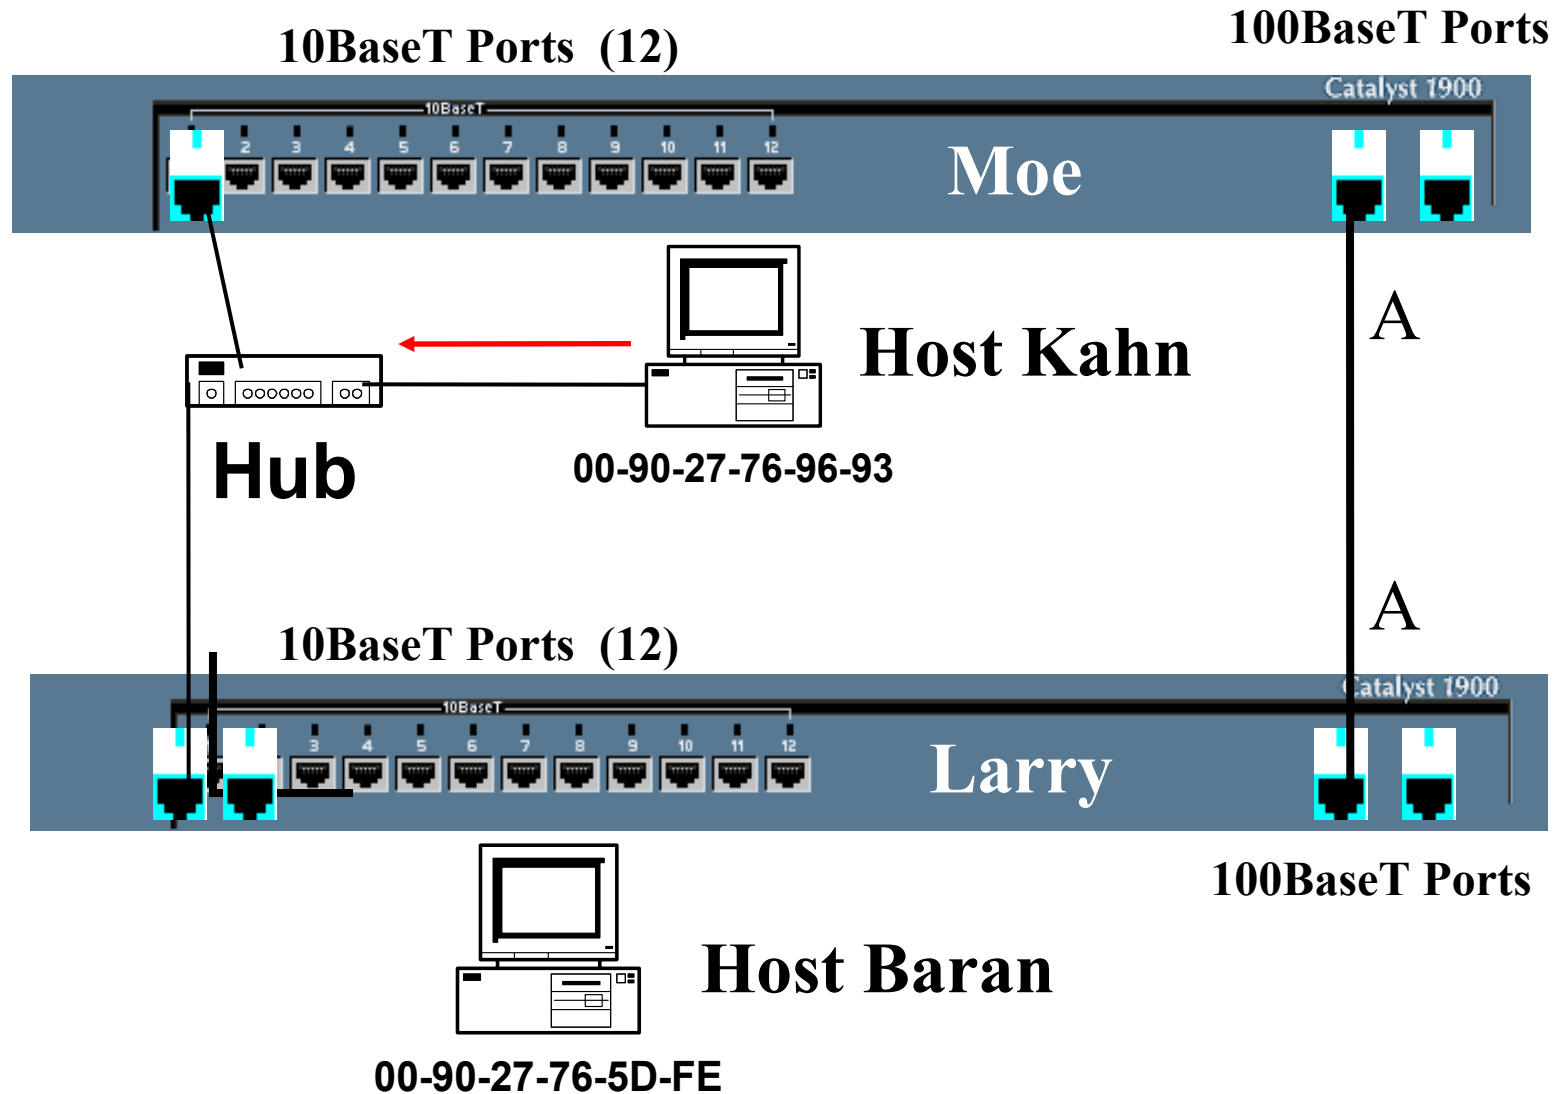 100BaseT Ports
10BaseT Ports (12)
Catalyst 1900
10BaseT
2 3 4 5 6 7 8 9 10 11 12
Moe
A
Host Kahn
Hub
00-90-27-76-96-93
A
10BaseT Ports (12)
Catalyst 1900
10BaseT
3 4 5 6 7 8 9 10 11 12
Larry
100BaseT Ports
Host Baran
00-90-27-76-5D-FE